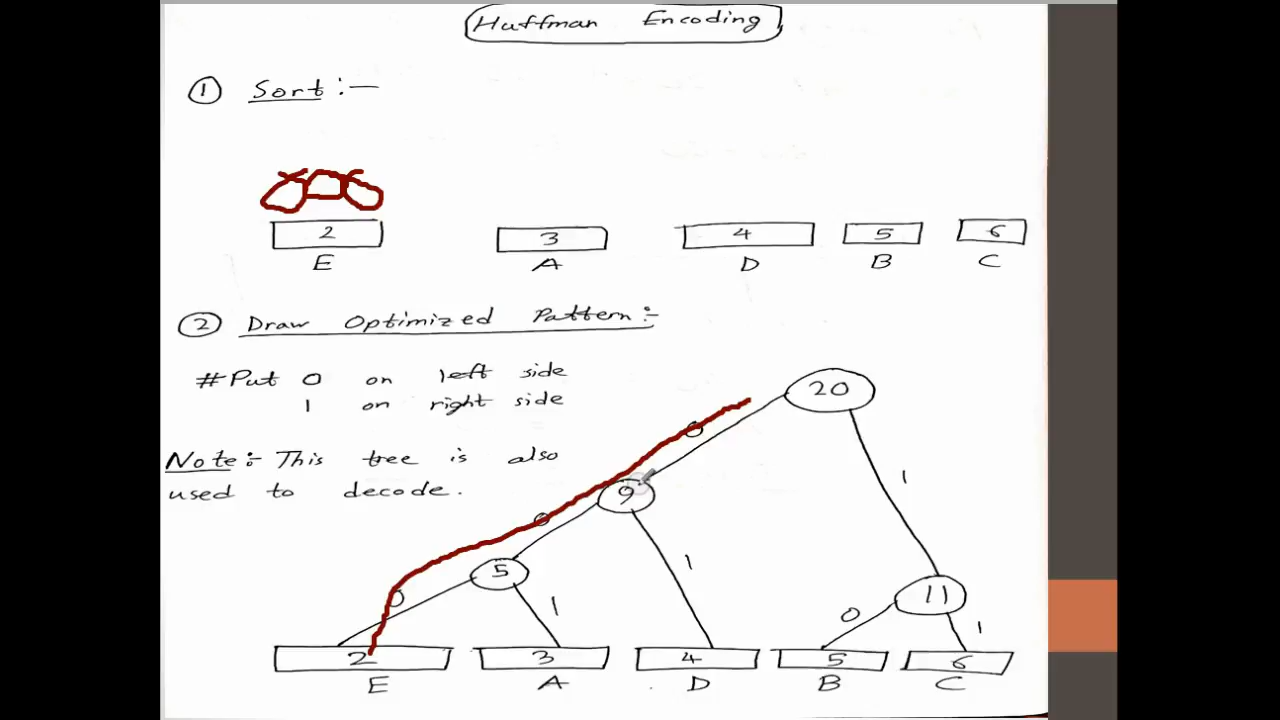 Huffman Encoding
① Sort :-
2 3 4 5 6
E A D B C
② Draw Optimized Pattern :-
#Put 0 on left side
1 on right side
Note :- This tree is also
used to decode.
20
0 1
9
0 1
5
0 1
11
0 1
2 3 4 5 6
E A D B C